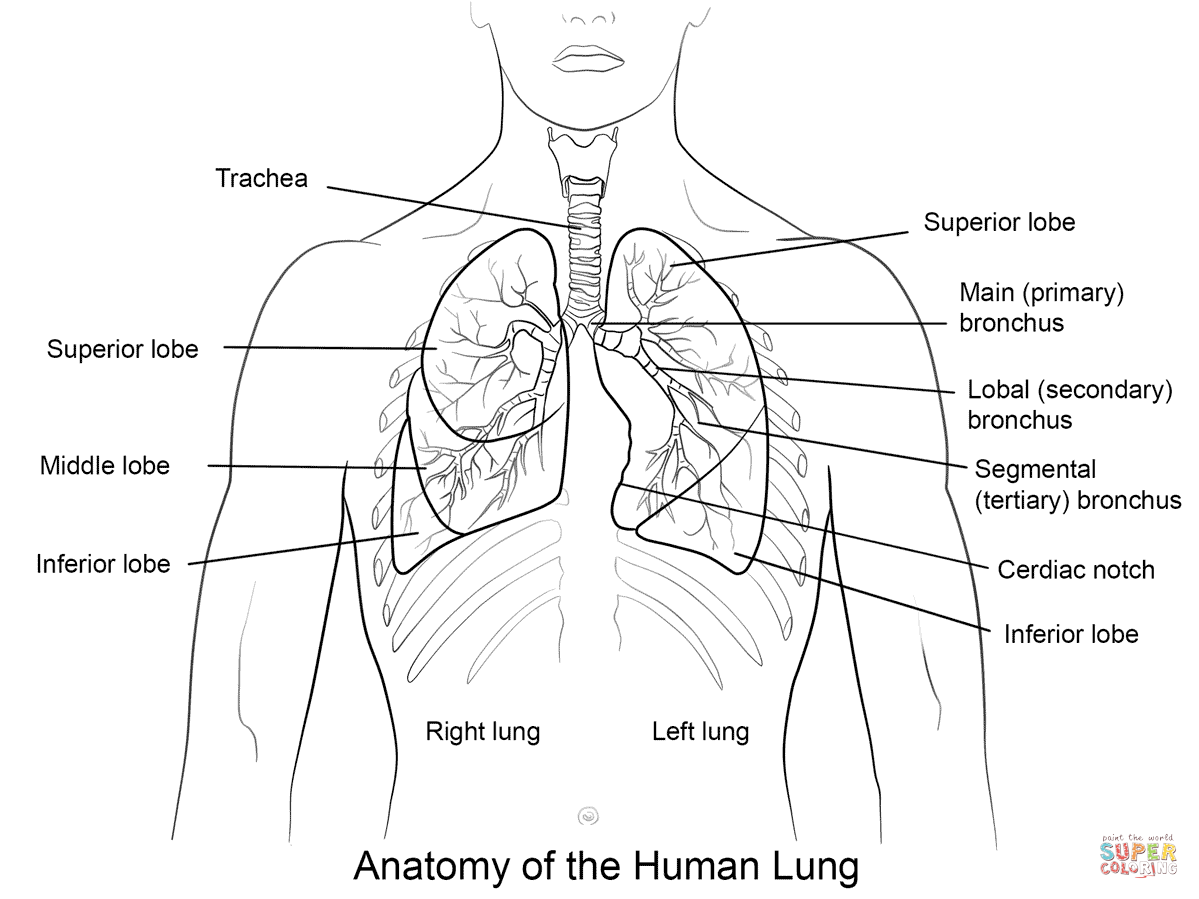 Trachea
Superior lobe
Middle lobe
Inferior lobe
Superior lobe
Main (primary)
bronchus
Lobal (secondary)
bronchus
Segmental
(tertiary) bronchus
Cerdiac notch
Inferior lobe
Right lung
Left lung
Anatomy of the Human Lung
paint the world
SUPER
COLORING